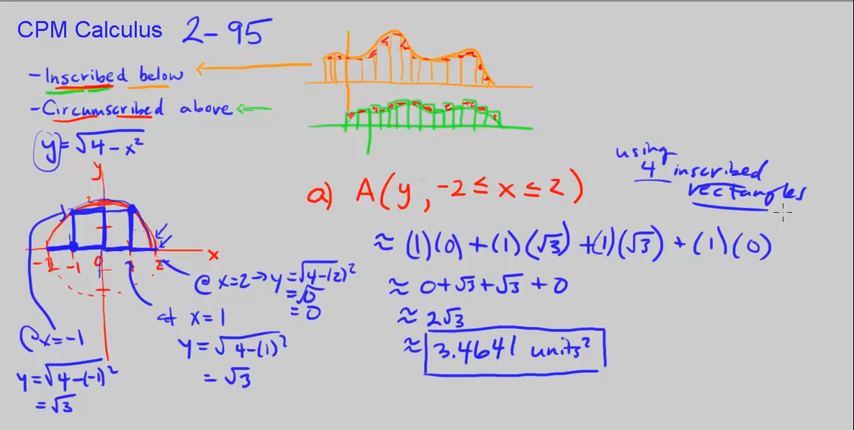 CPM Calculus 2-95
- Inscribed below
- Circumscribed above
y = √4 - x²
y
2
-2 -1 0 1 2 x
using
4 inscribed
rectangles
a) A(y, -2 ≤ x ≤ 2)
≈ (1)(0) + (1)(√3) + (1)(√3) + (1)(0)
≈ 0 + √3 + √3 + 0
≈ 2√3
≈ 3.4641 units²
@ x=2 → y = √4-(2)²
= √0
= 0
at x = 1
y = √4 - (1)²
= √3
@x=-1
y = √4-(-1)²
= √3